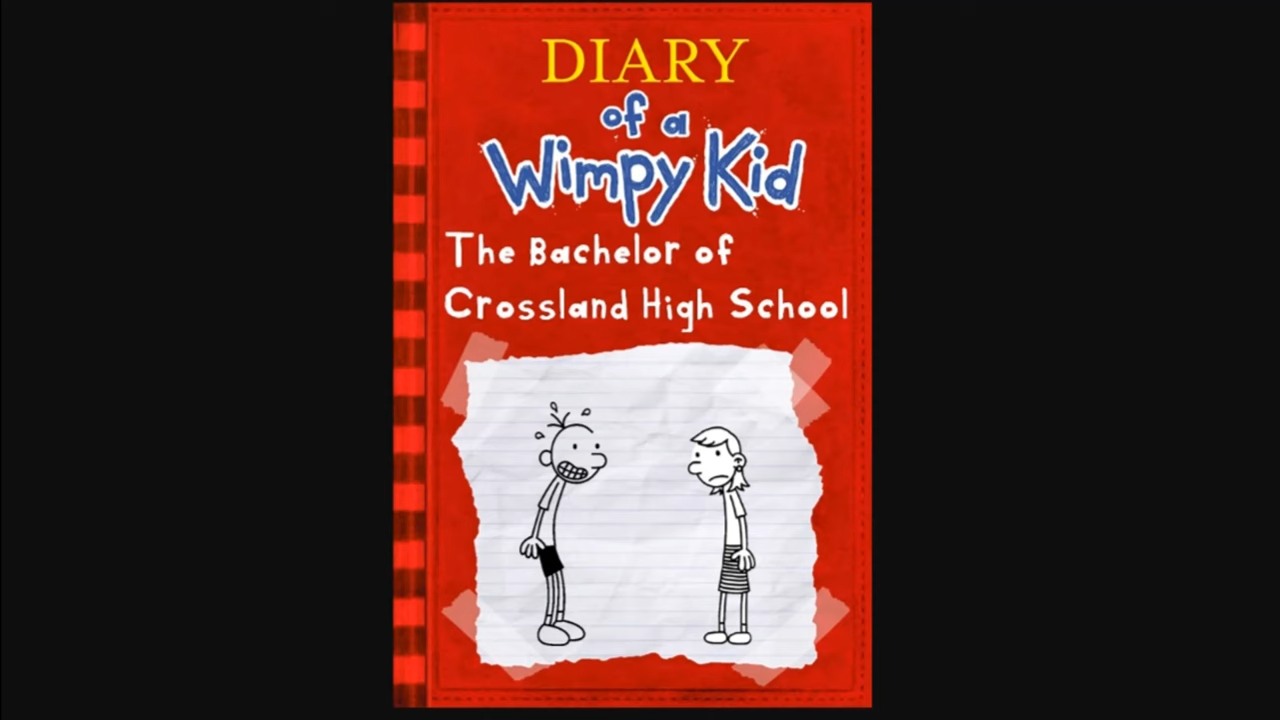 DIARY
of a
Wimpy Kid
The Bachelor of
Crossland High School